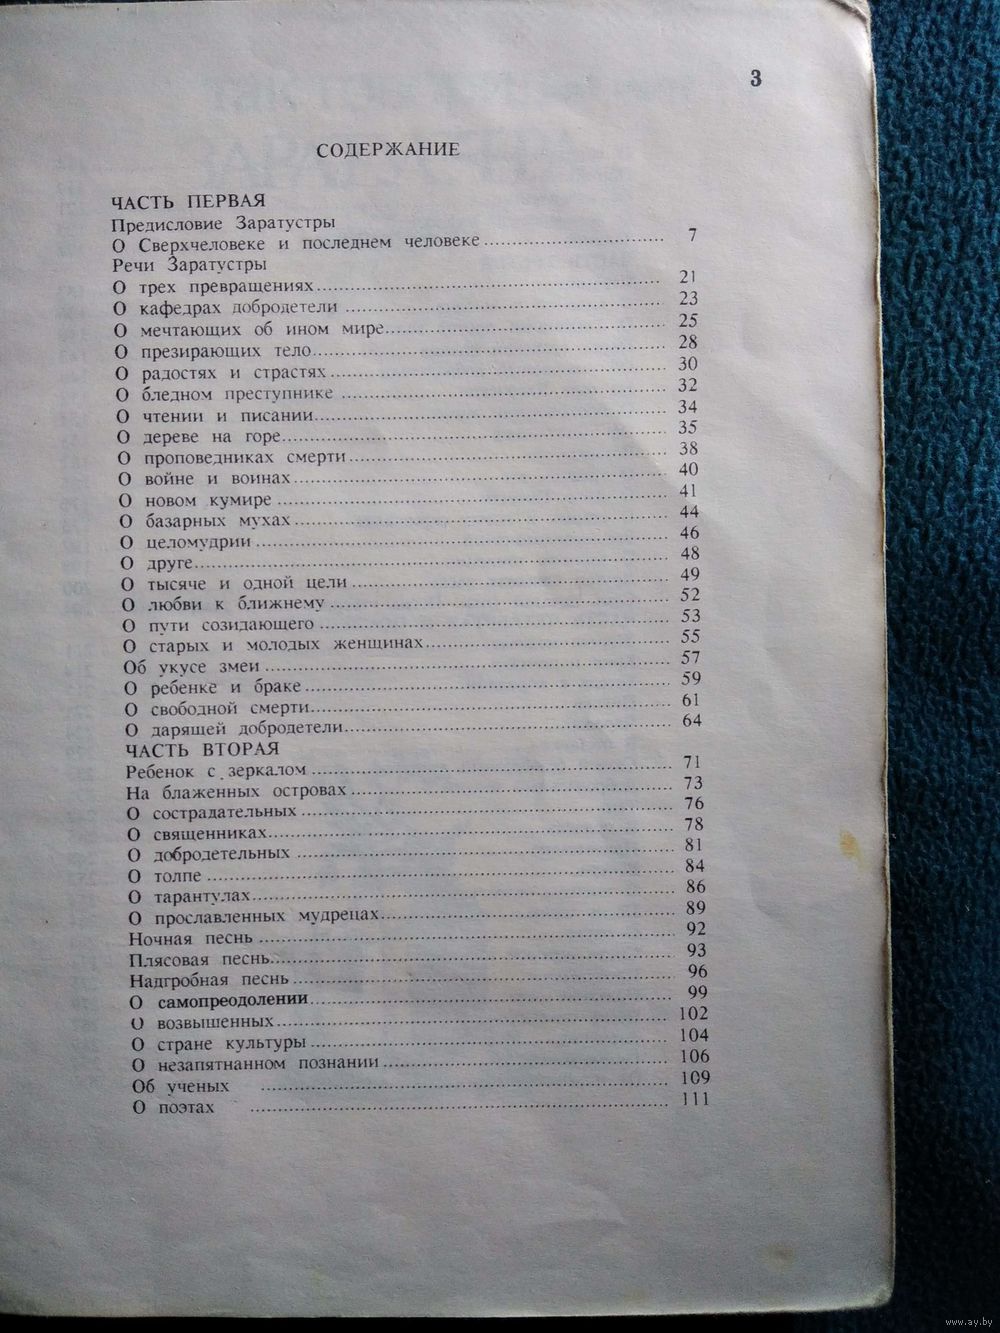 3
СОДЕРЖАНИЕ
ЧАСТЬ ПЕРВАЯ
Предисловие Заратустры
О Сверхчеловеке и последнем человеке 7
Речи Заратустры
О трех превращениях 21
О кафедрах добродетели 23
О мечтающих об ином мире 25
О презирающих тело 28
О радостях и страстях 30
О бледном преступнике 32
О чтении и писании 34
О дереве на горе 35
О проповедниках смерти 38
О войне и воинах 40
О новом кумире 41
О базарных мухах 44
О целомудрии 46
О друге 48
О тысяче и одной цели 49
О любви к ближнему 52
О пути созидающего 53
О старых и молодых женщинах 55
Об укусе змеи 57
О ребенке и браке 59
О свободной смерти 61
О дарящей добродетели 64
ЧАСТЬ ВТОРАЯ
Ребенок с зеркалом 71
На блаженных островах 73
О сострадательных 76
О священниках 78
О добродетельных 81
О толпе 84
О тарантулах 86
О прославленных мудрецах 89
Ночная песнь 92
Плясовая песнь 93
Надгробная песнь 96
О самопреодолении 99
О возвышенных 102
О стране культуры 104
О незапятнанном познании 106
Об ученых 109
О поэтах 111
www.ay.by